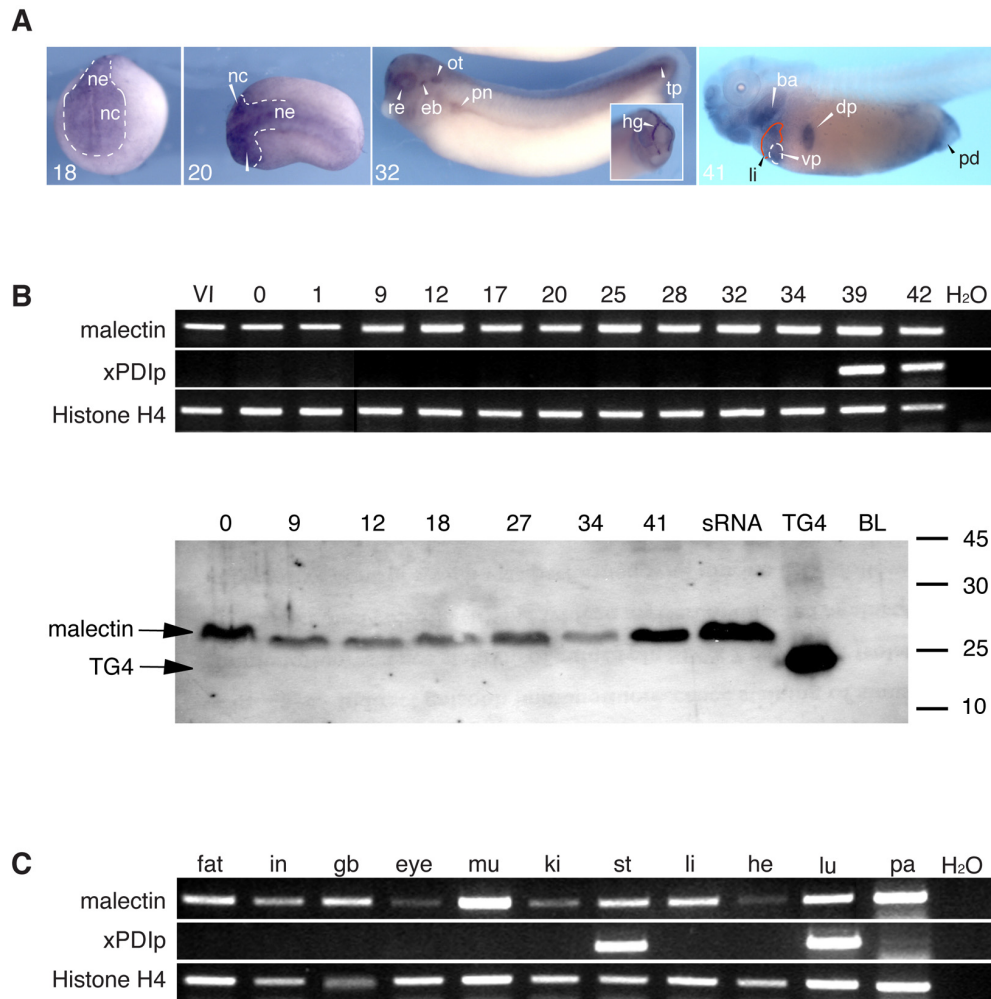 A
ne
nc
18
nc
ne
20
ot
re
eb
pn
tp
hg
32
ba
dp
vp
li
pd
41
B
VI 0 1 9 12 17 20 25 28 32 34 39 42 H₂O
malectin
xPDIp
Histone H4
0 9 12 18 27 34 41 sRNA TG4 BL
45
30
malectin
25
TG4
10
C
fat in gb eye mu ki st li he lu pa H₂O
malectin
xPDIp
Histone H4